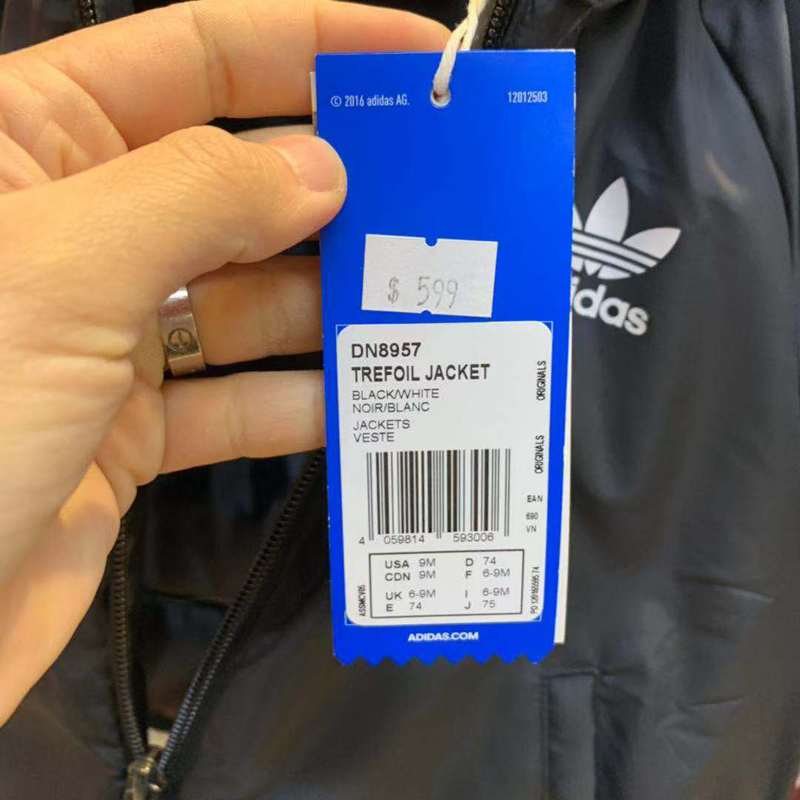 © 2016 adidas AG.
12012503
$ 599
DN8957
TREFOIL JACKET
BLACK/WHITE
NOIR/BLANC
JACKETS
VESTE
ORIGINALS
ORIGINALS
EAN
690
VN
4 059814 593006
USA 9M D 74
CDN 9M F 6-9M
UK 6-9M I 6-9M
E 74 J 75
ADIDAS.COM
idas